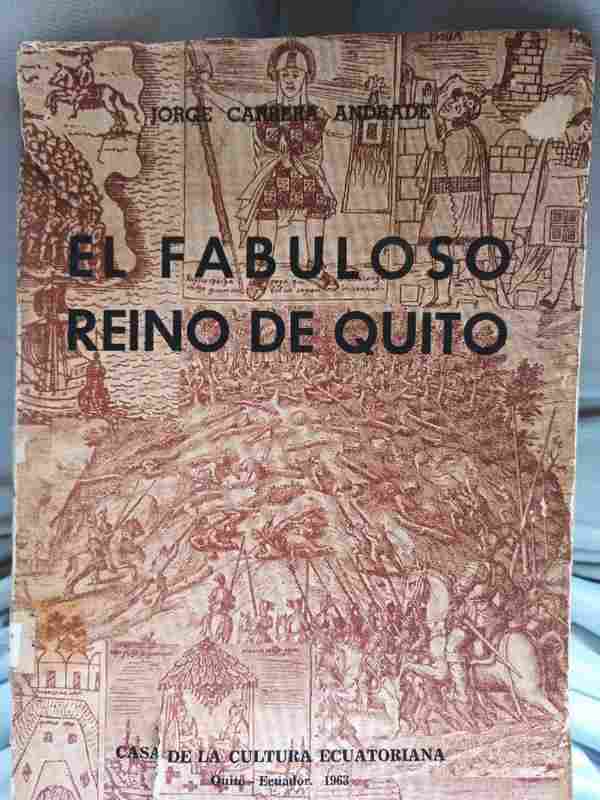 JORGE CARRERA ANDRADE
EL FABULOSO
REINO DE QUITO
CASA DE LA CULTURA ECUATORIANA
Quito - Ecuador. 1963